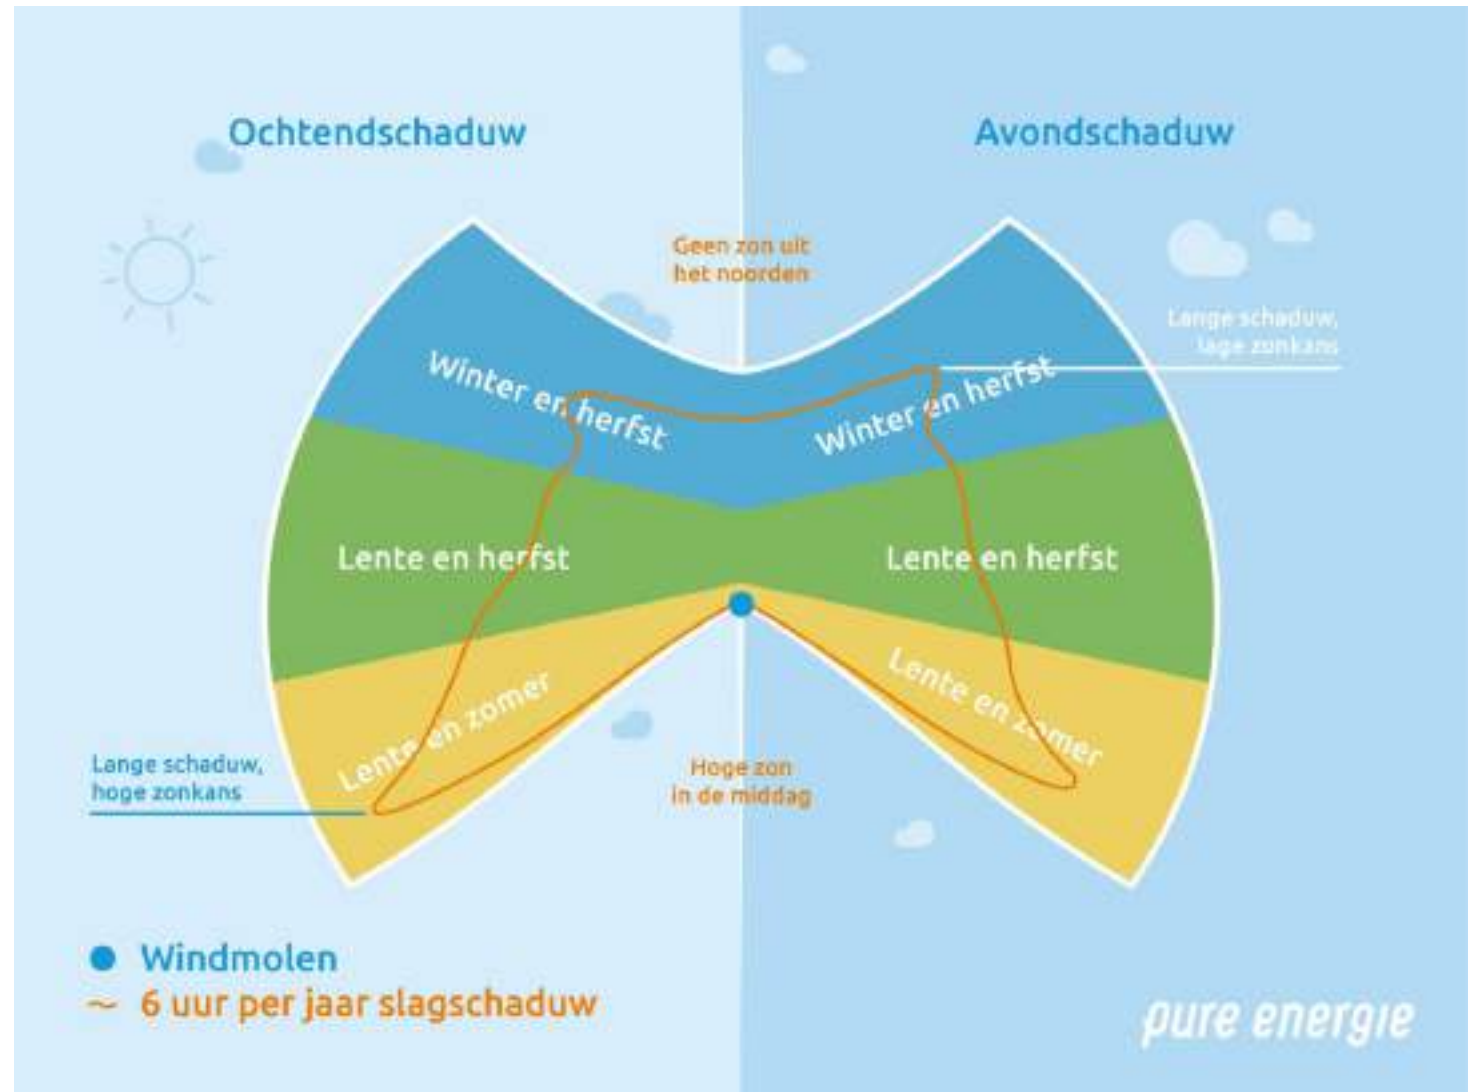 Ochtendschaduw
Avondschaduw
Geen zon uit
het noorden
Lange schaduw,
lage zonkans
Winter en herfst
Winter en herfst
Lente en herfst
Lente en herfst
Lente en zomer
Lente en zomer
Lange schaduw,
hoge zonkans
Hoge zon
in de middag
Windmolen
~ 6 uur per jaar slagschaduw
pure energie